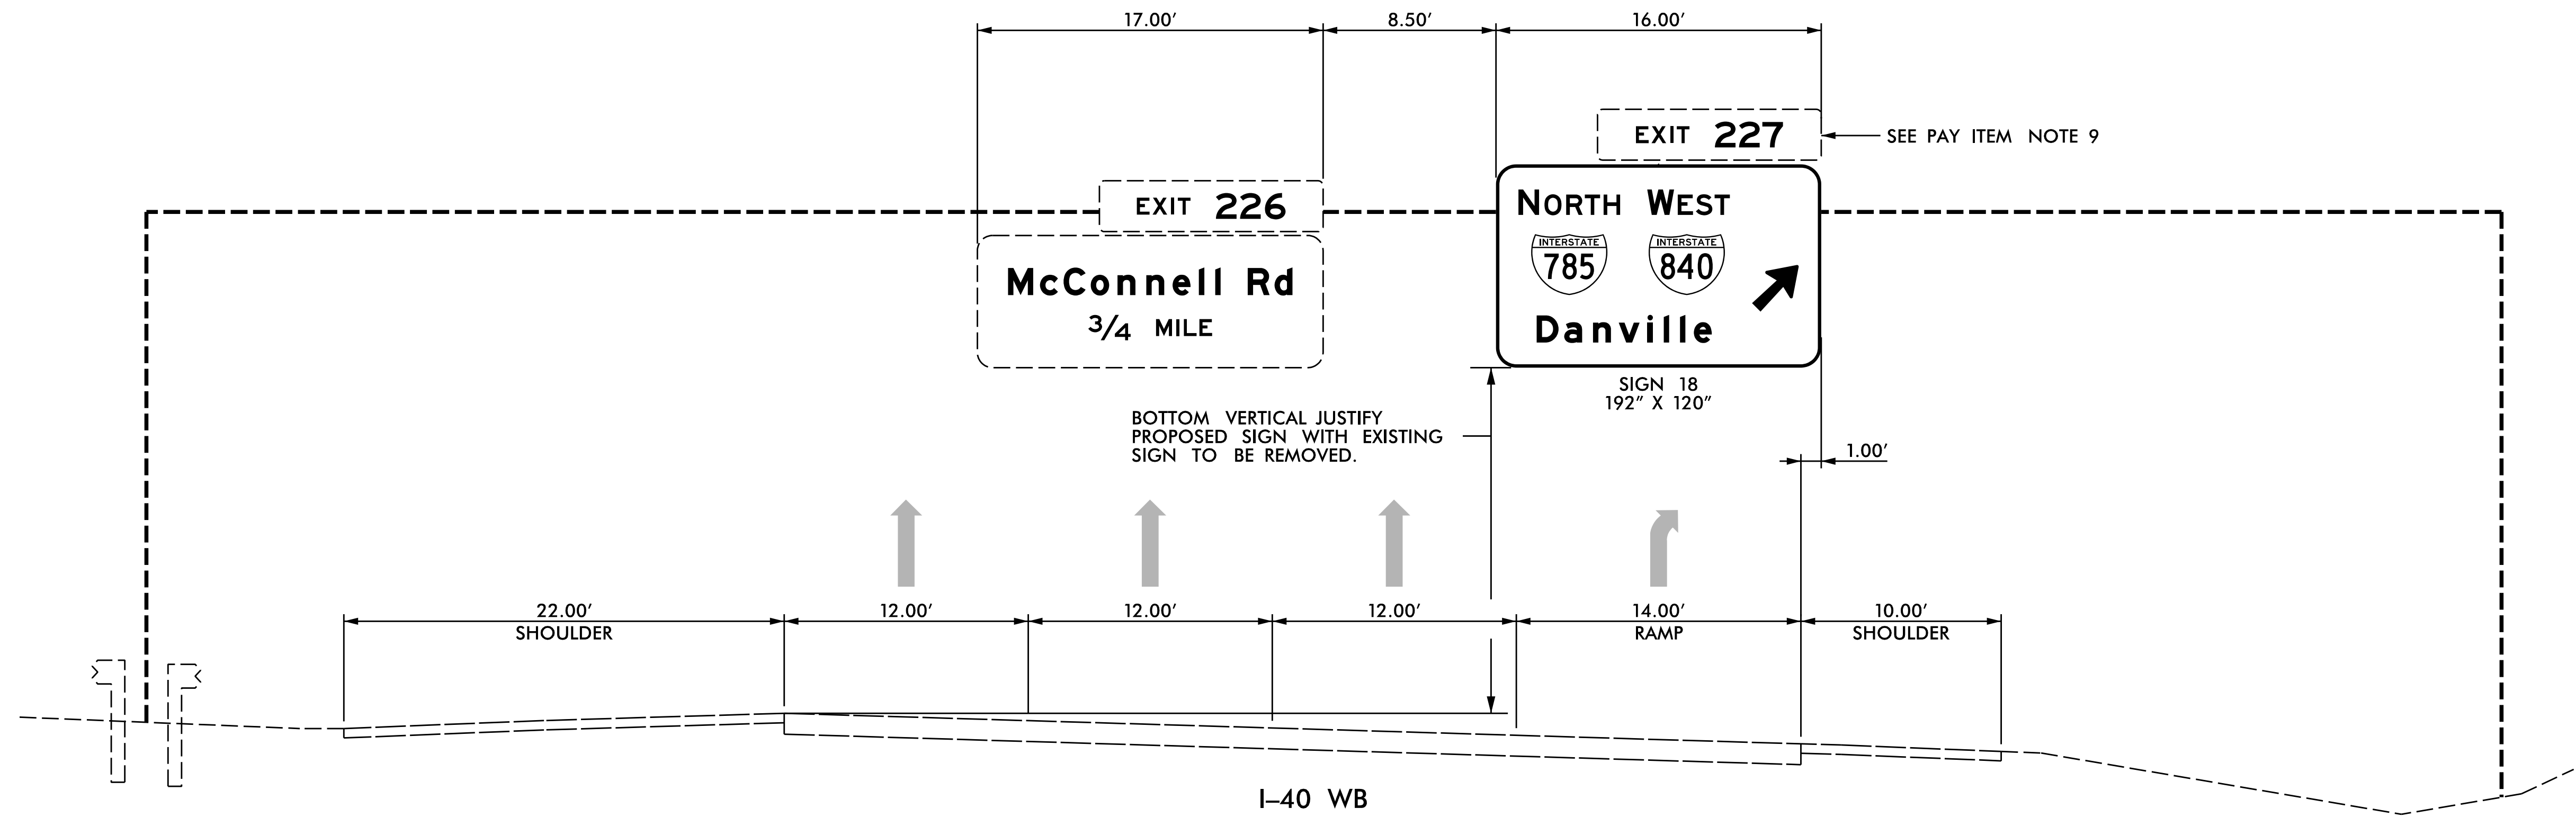 17.00′
8.50′
16.00′
EXIT 227
SEE PAY ITEM NOTE 9
EXIT 226
NORTH WEST
INTERSTATE
785
INTERSTATE
840
McConnell Rd
3/4 MILE
Danville
SIGN 18
192″ X 120″
BOTTOM VERTICAL JUSTIFY
PROPOSED SIGN WITH EXISTING
SIGN TO BE REMOVED.
1.00′
22.00′
SHOULDER
12.00′
12.00′
12.00′
14.00′
RAMP
10.00′
SHOULDER
I–40 WB